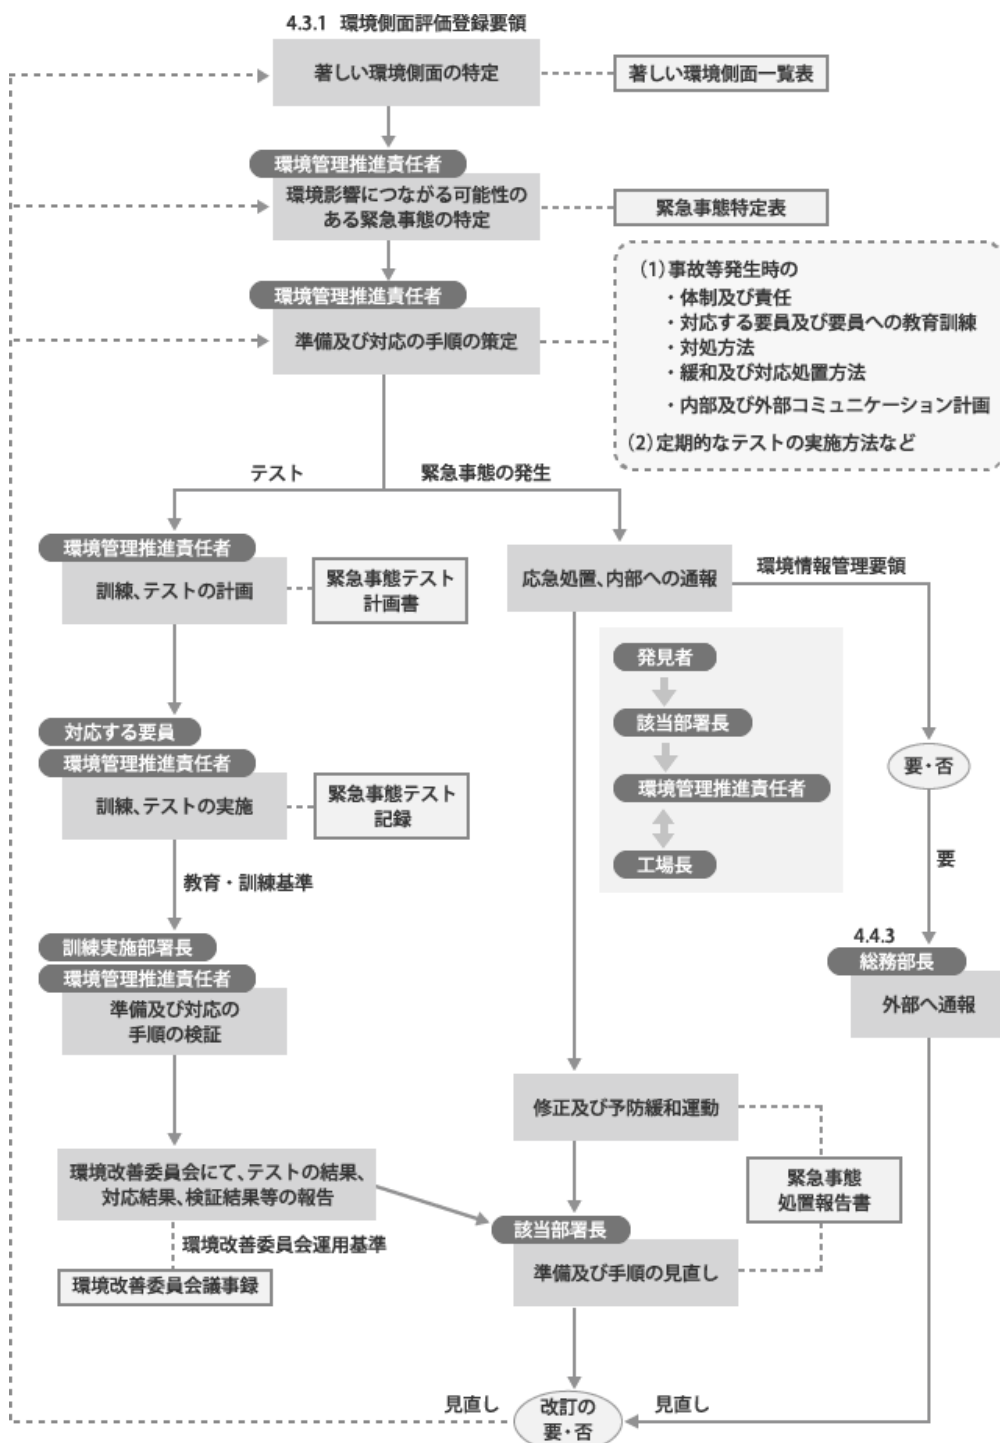 4.3.1 環境側面評価登録要領
著しい環境側面の特定
著しい環境側面一覧表
環境管理推進責任者
環境影響につながる可能性の
ある緊急事態の特定
緊急事態特定表
環境管理推進責任者
準備及び対応の手順の策定
（1）事故等発生時の
・体制及び責任
・対応する要員及び要員への教育訓練
・対処方法
・緩和及び対応処置方法
・内部及び外部コミュニケーション計画
（2）定期的なテストの実施方法など
テスト
緊急事態の発生
環境管理推進責任者
訓練、テストの計画
緊急事態テスト
計画書
応急処置、内部への通報
環境情報管理要領
発見者
該当部署長
環境管理推進責任者
工場長
要・否
要
対応する要員
環境管理推進責任者
訓練、テストの実施
緊急事態テスト
記録
教育・訓練基準
訓練実施部署長
環境管理推進責任者
準備及び対応の
手順の検証
4.4.3
総務部長
外部へ通報
修正及び予防緩和運動
緊急事態
処置報告書
環境改善委員会にて、テストの結果、
対応結果、検証結果等の報告
環境改善委員会運用基準
環境改善委員会議事録
該当部署長
準備及び手順の見直し
見直し
改訂の
要・否
見直し